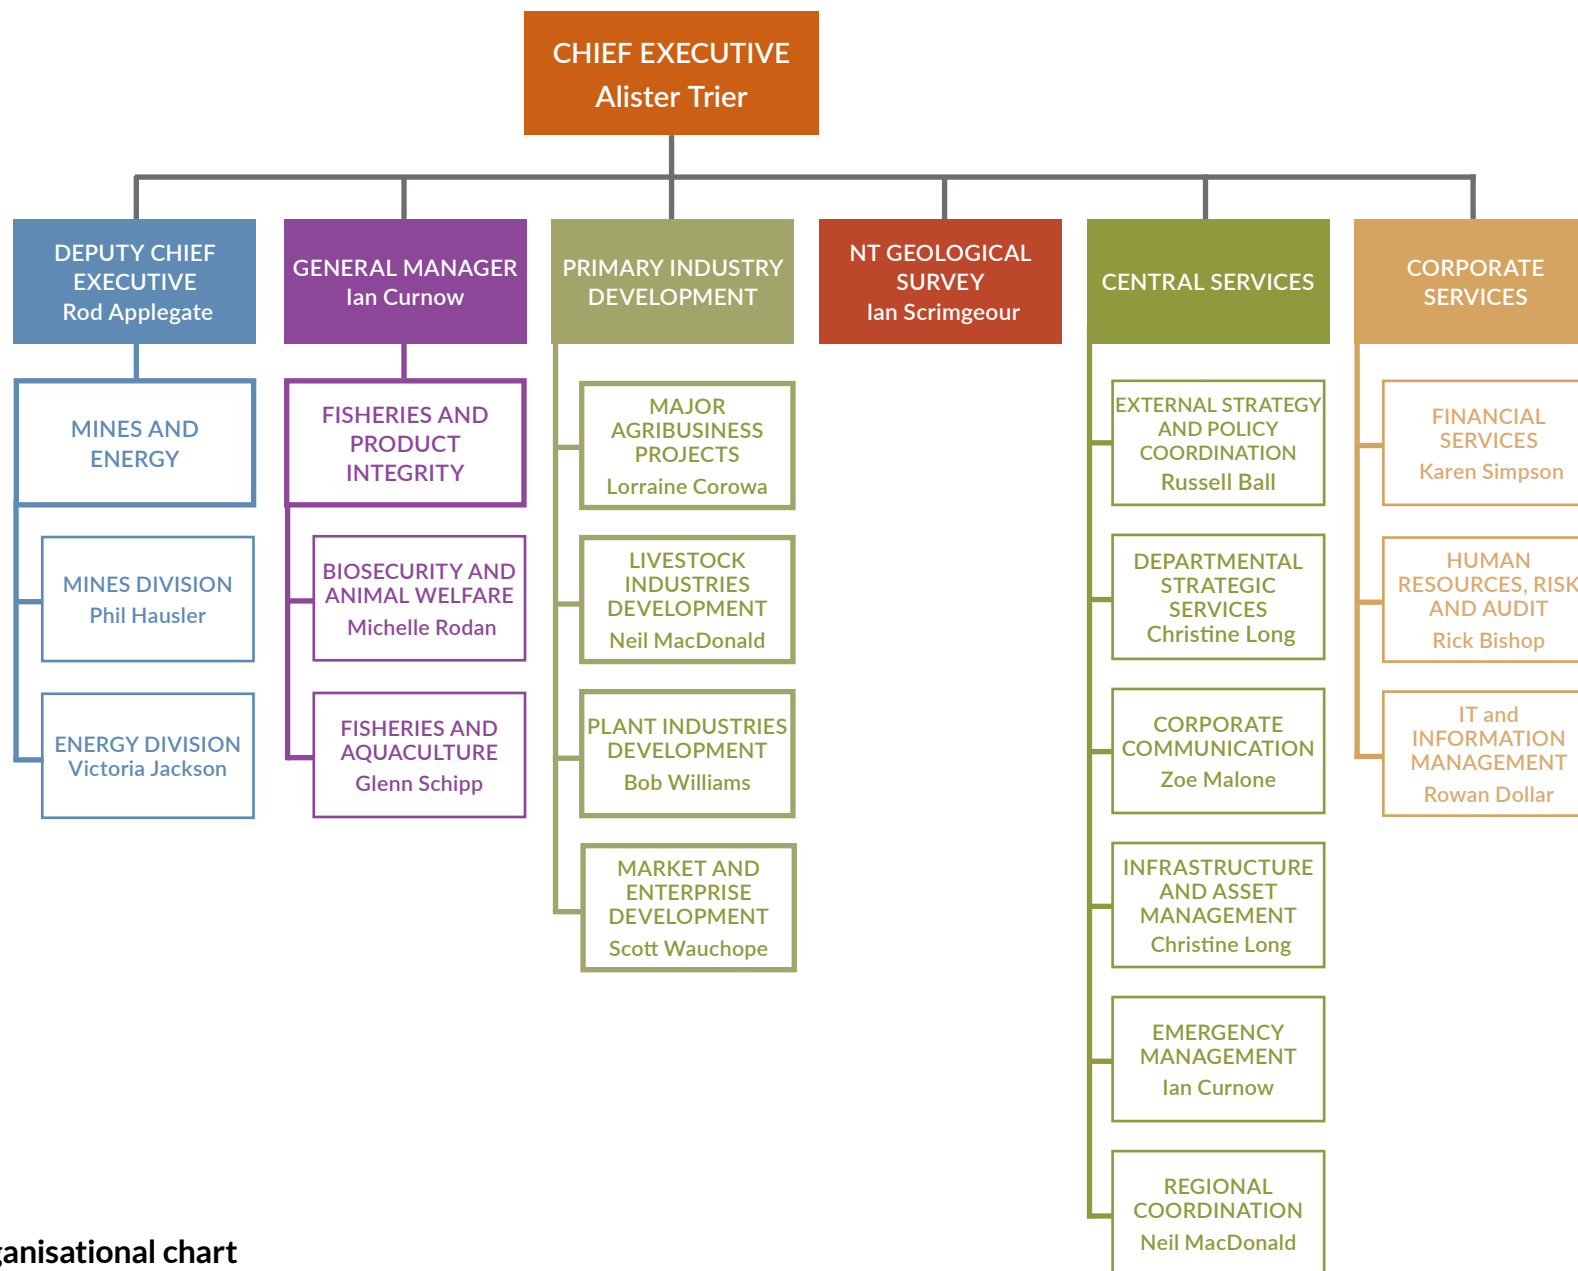 CHIEF EXECUTIVE
Alister Trier
DEPUTY CHIEF
EXECUTIVE
Rod Applegate
GENERAL MANAGER
Ian Curnow
PRIMARY INDUSTRY
DEVELOPMENT
NT GEOLOGICAL
SURVEY
Ian Scrimgeour
CENTRAL SERVICES
CORPORATE
SERVICES
MINES AND
ENERGY
MINES DIVISION
Phil Hausler
ENERGY DIVISION
Victoria Jackson
FISHERIES AND
PRODUCT
INTEGRITY
BIOSECURITY AND
ANIMAL WELFARE
Michelle Rodan
FISHERIES AND
AQUACULTURE
Glenn Schipp
MAJOR
AGRIBUSINESS
PROJECTS
Lorraine Corowa
LIVESTOCK
INDUSTRIES
DEVELOPMENT
Neil MacDonald
PLANT INDUSTRIES
DEVELOPMENT
Bob Williams
MARKET AND
ENTERPRISE
DEVELOPMENT
Scott Wauchope
EXTERNAL STRATEGY
AND POLICY
COORDINATION
Russell Ball
DEPARTMENTAL
STRATEGIC
SERVICES
Christine Long
CORPORATE
COMMUNICATION
Zoe Malone
INFRASTRUCTURE
AND ASSET
MANAGEMENT
Christine Long
EMERGENCY
MANAGEMENT
Ian Curnow
REGIONAL
COORDINATION
Neil MacDonald
FINANCIAL
SERVICES
Karen Simpson
HUMAN
RESOURCES, RISK
AND AUDIT
Rick Bishop
IT and
INFORMATION
MANAGEMENT
Rowan Dollar
ganisational chart